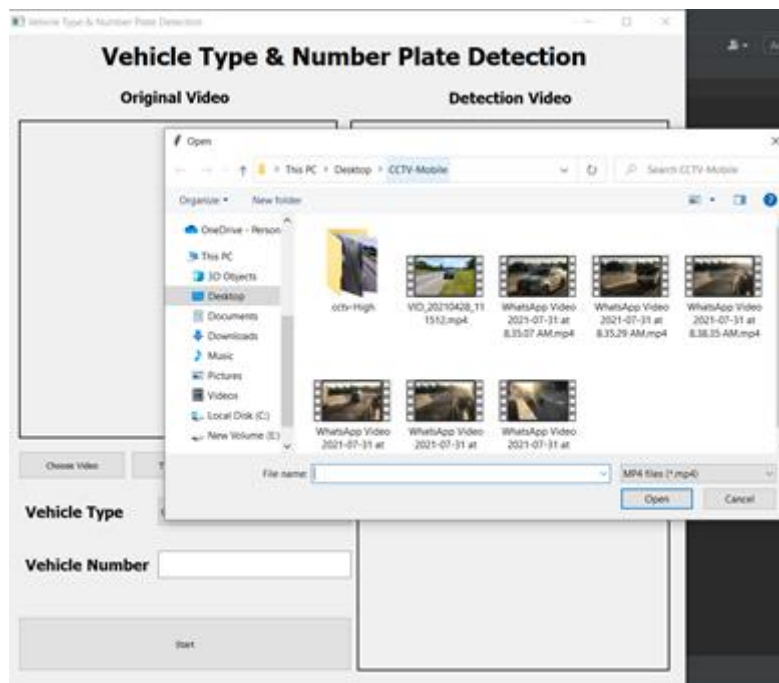 Vehicle Type & Number Plate Detection
Vehicle Type & Number Plate Detection
Original Video
Detection Video
Open
This PC > Desktop > CCTV-Mobile
Search CCTV-Mobile
Organize
New folder
OneDrive - Person
This PC
3D Objects
Desktop
Documents
Downloads
Music
Pictures
Videos
Local Disk (C:)
New Volume (E:)
cctv-High
VID_20210428_11
1512.mp4
WhatsApp Video
2021-07-31 at
8.35.07 AM.mp4
WhatsApp Video
2021-07-31 at
8.35.29 AM.mp4
WhatsApp Video
2021-07-31 at
8.38.35 AM.mp4
WhatsApp Video
2021-07-31 at
WhatsApp Video
2021-07-31 at
WhatsApp Video
2021-07-31 at
File name:
MP4 files (*.mp4)
Open
Cancel
Choose Video
Vehicle Type
Vehicle Number
Start